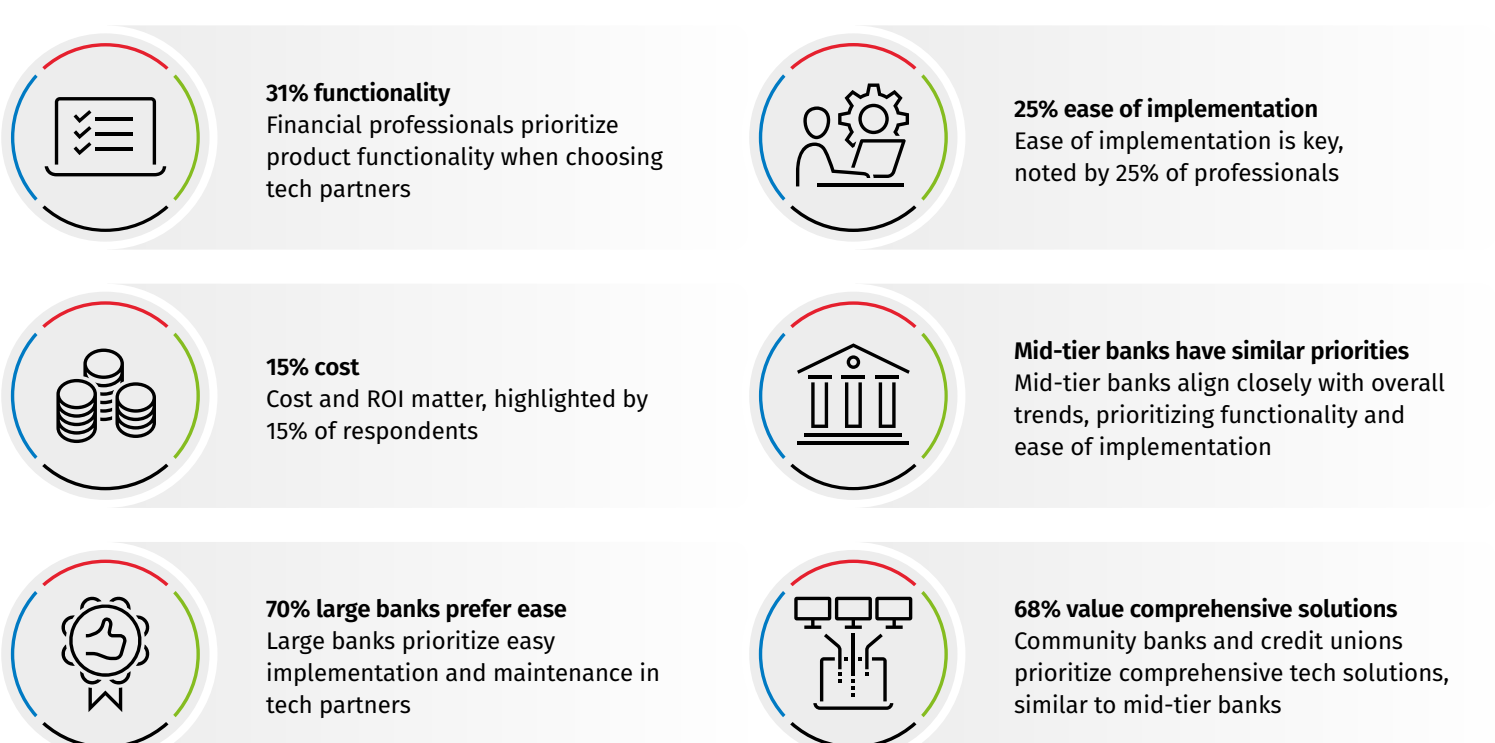 31% functionality
Financial professionals prioritize
product functionality when choosing
tech partners
25% ease of implementation
Ease of implementation is key,
noted by 25% of professionals
15% cost
Cost and ROI matter, highlighted by
15% of respondents
Mid-tier banks have similar priorities
Mid-tier banks align closely with overall
trends, prioritizing functionality and
ease of implementation
70% large banks prefer ease
Large banks prioritize easy
implementation and maintenance in
tech partners
68% value comprehensive solutions
Community banks and credit unions
prioritize comprehensive tech solutions,
similar to mid-tier banks